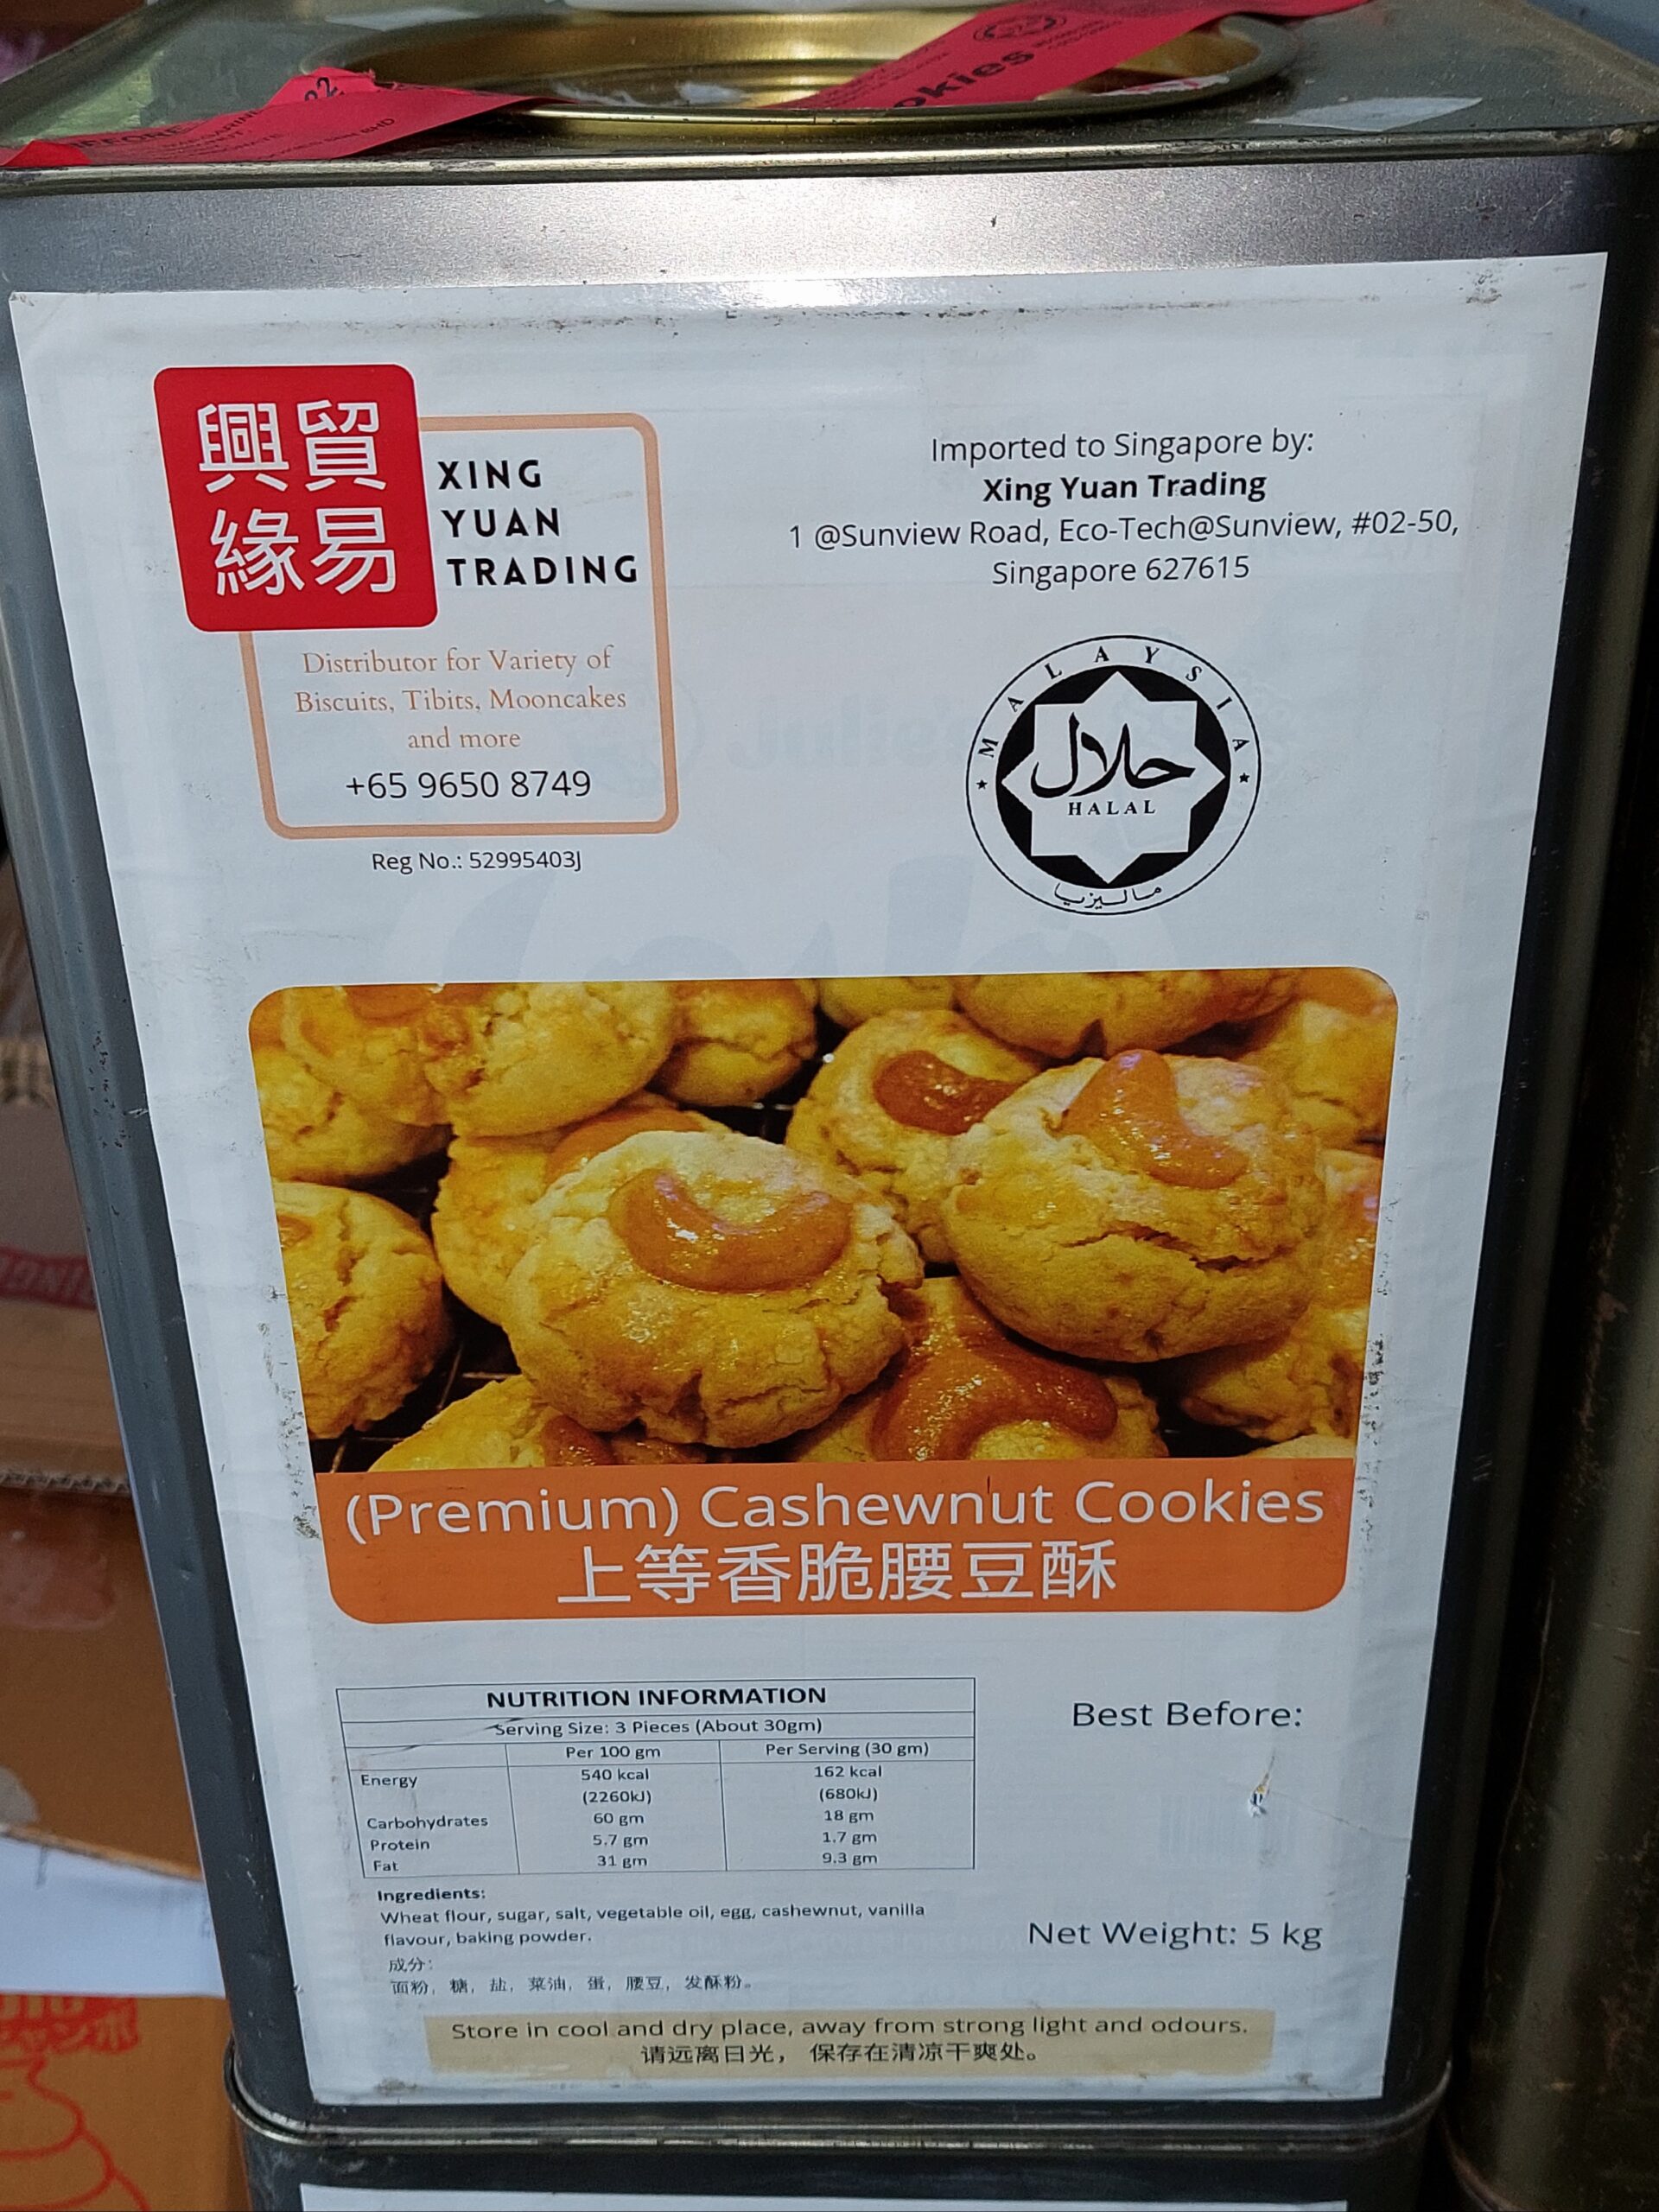 22
okies
EFORE
BHD
興貿
緣易
XING
YUAN
TRADING
Distributor for Variety of
Biscuits, Tibits, Mooncakes
and more
+65 9650 8749
Reg No.: 52995403J
Imported to Singapore by:
Xing Yuan Trading
1 @Sunview Road, Eco-Tech@Sunview, #02-50,
Singapore 627615
MALAYSIA
حلال
HALAL
ماليزيا
(Premium) Cashewnut Cookies
上等香脆腰豆酥
NUTRITION INFORMATION
Serving Size: 3 Pieces (About 30gm)
Per 100 gm Per Serving (30 gm)
Energy 540 kcal 162 kcal
(2260kJ) (680kJ)
Carbohydrates 60 gm 18 gm
Protein 5.7 gm 1.7 gm
Fat 31 gm 9.3 gm
Ingredients:
Wheat flour, sugar, salt, vegetable oil, egg, cashewnut, vanilla
flavour, baking powder.
成分:
面粉, 糖, 盐, 菜油, 蛋, 腰豆, 发酥粉。
Best Before:
Net Weight: 5 kg
Store in cool and dry place, away from strong light and odours.
请远离日光， 保存在清凉干爽处。